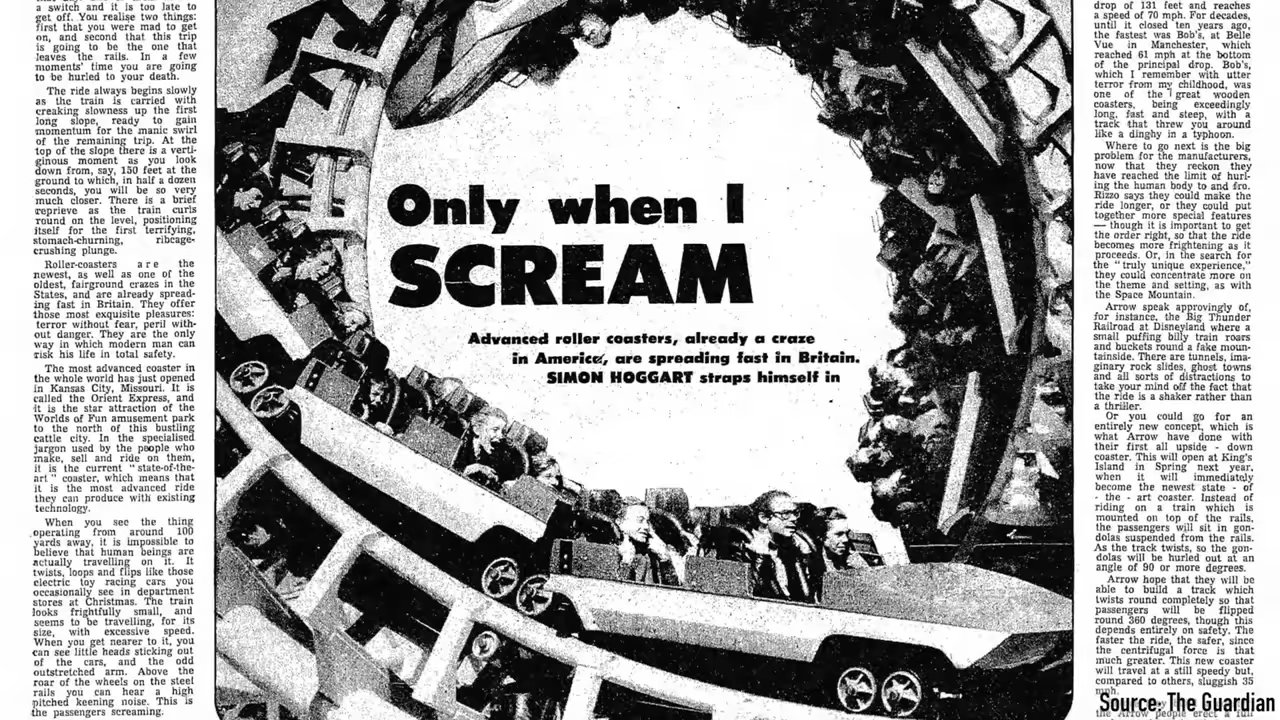 a switch and it is too late to
get off. You realise two things:
first that you were mad to get
on, and second that this trip
is going to be the one that
leaves the rails. In a few
moments' time you are going
to be hurled to your death.
The ride always begins slowly
as the train is carried with
creaking slowness up the first
long slope, ready to gain
momentum for the manic swirl
of the remaining trip. At the
top of the slope there is a verti-
ginous moment as you look
down from, say, 150 feet at the
ground to which, in half a dozen
seconds, you will be so very
much closer. There is a brief
reprieve as the train curls
round on the level, positioning
itself for the first terrifying,
stomach-churning, ribcage-
crushing plunge.
Roller-coasters are the
newest, as well as one of the
oldest, fairground crazes in the
States, and are already spread-
ing fast in Britain. They offer
those most exquisite pleasures:
terror without fear, peril with-
out danger. They are the only
way in which modern man can
risk his life in total safety.
The most advanced coaster in
the whole world has just opened
in Kansas City, Missouri. It is
called the Orient Express, and
it is the star attraction of the
Worlds of Fun amusement park
to the north of this bustling
cattle city. In the specialised
jargon used by the people who
make, sell and ride on them,
it is the current "state-of-the-
art" coaster, which means that
it is the most advanced ride
they can produce with existing
technology.
When you see the thing
operating from around 100
yards away, it is impossible to
believe that human beings are
actually travelling on it. It
twists, loops and flips like those
electric toy racing cars you
occasionally see in department
stores at Christmas. The train
looks frightfully small, and
seems to be travelling, for its
size, with excessive speed.
When you get nearer to it, you
can see little heads sticking out
of the cars, and the odd
outstretched arm. Above the
roar of the wheels on the steel
rails you can hear a high
pitched keening noise. This is
the passengers screaming.
Only when I
SCREAM
Advanced roller coasters, already a craze
in America, are spreading fast in Britain.
SIMON HOGGART straps himself in
drop of 131 feet and reaches
a speed of 70 mph. For decades,
until it closed ten years ago,
the fastest was Bob's, at Belle
Vue in Manchester, which
reached 61 mph at the bottom
of the principal drop. Bob's,
which I remember with utter
terror from my childhood, was
one of the great wooden
coasters, being exceedingly
long, fast and steep, with a
track that threw you around
like a dinghy in a typhoon.
Where to go next is the big
problem for the manufacturers,
now that they reckon they
have reached the limit of hurl-
ing the human body to and fro.
Rizzo says they could make the
ride longer, or they could put
together more special features
— though it is important to get
the order right, so that the ride
becomes more frightening as it
proceeds. Or, in the search for
the "truly unique experience,"
they could concentrate more on
the theme and setting, as with
the Space Mountain.
Arrow speak approvingly of,
for instance, the Big Thunder
Railroad at Disneyland where a
small puffing billy train roars
and buckets round a fake moun-
tainside. There are tunnels, ima-
ginary rock slides, ghost towns
and all sorts of distractions to
take your mind off the fact that
the ride is a shaker rather than
a thriller.
Or you could go for an
entirely new concept, which is
what Arrow have done with
their first all upside - down
coaster. This will open at King's
Island in Spring next year,
when it will immediately
become the newest state - of
- the - art coaster. Instead of
riding on a train which is
mounted on top of the rails,
the passengers will sit in gon-
dolas suspended from the rails.
As the track twists, so the gon-
dolas will be hurled out at an
angle of 90 or more degrees.
Arrow hope that they will be
able to build a track which
twists round completely so that
passengers will be flipped
round 360 degrees, though this
depends entirely on safety. The
faster the ride, the safer, since
the centrifugal force is that
much greater. This new coaster
will travel at a still speedy but,
compared to others, sluggish 35
mph.
the Arrow people erect a full
Source: The Guardian